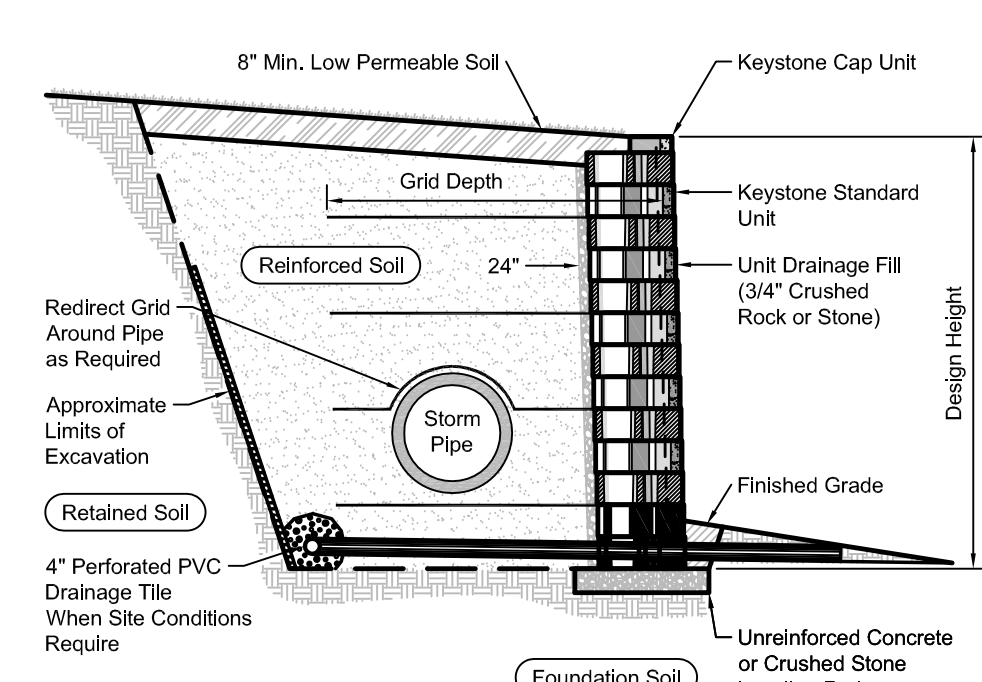 8" Min. Low Permeable Soil
Keystone Cap Unit
Grid Depth
Keystone Standard
Unit
Reinforced Soil
24"
Unit Drainage Fill
(3/4" Crushed
Rock or Stone)
Design Height
Redirect Grid
Around Pipe
as Required
Approximate
Limits of
Excavation
Storm
Pipe
Retained Soil
Finished Grade
4" Perforated PVC
Drainage Tile
When Site Conditions
Require
Unreinforced Concrete
or Crushed Stone
Foundation Soil